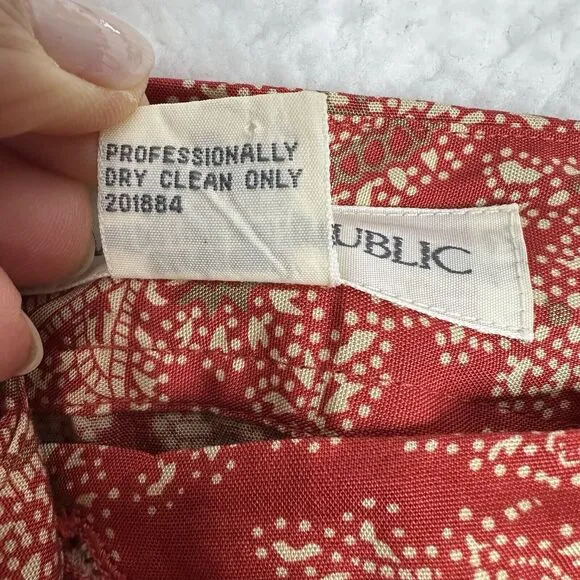 PROFESSIONALLY
DRY CLEAN ONLY
201884
UBLIC